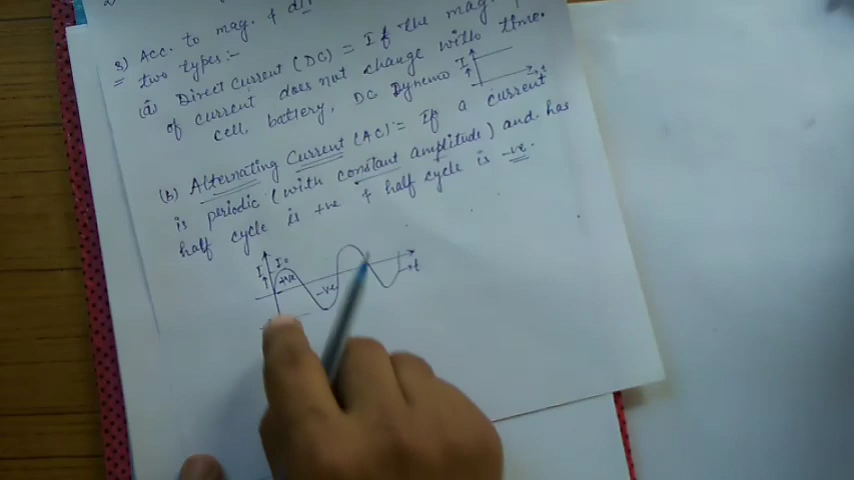 3) Acc. to mag. &
two types:-
(a) Direct Current (DC) = If the mag.
of current does not change with time.
cell, battery, DC Dynamo
I
t
(b) Alternating Current (AC) = If a current
is periodic (with constant amplitude) and has
half cycle is +ve & half cycle is -ve.
I
I₀
+ve
-ve
t